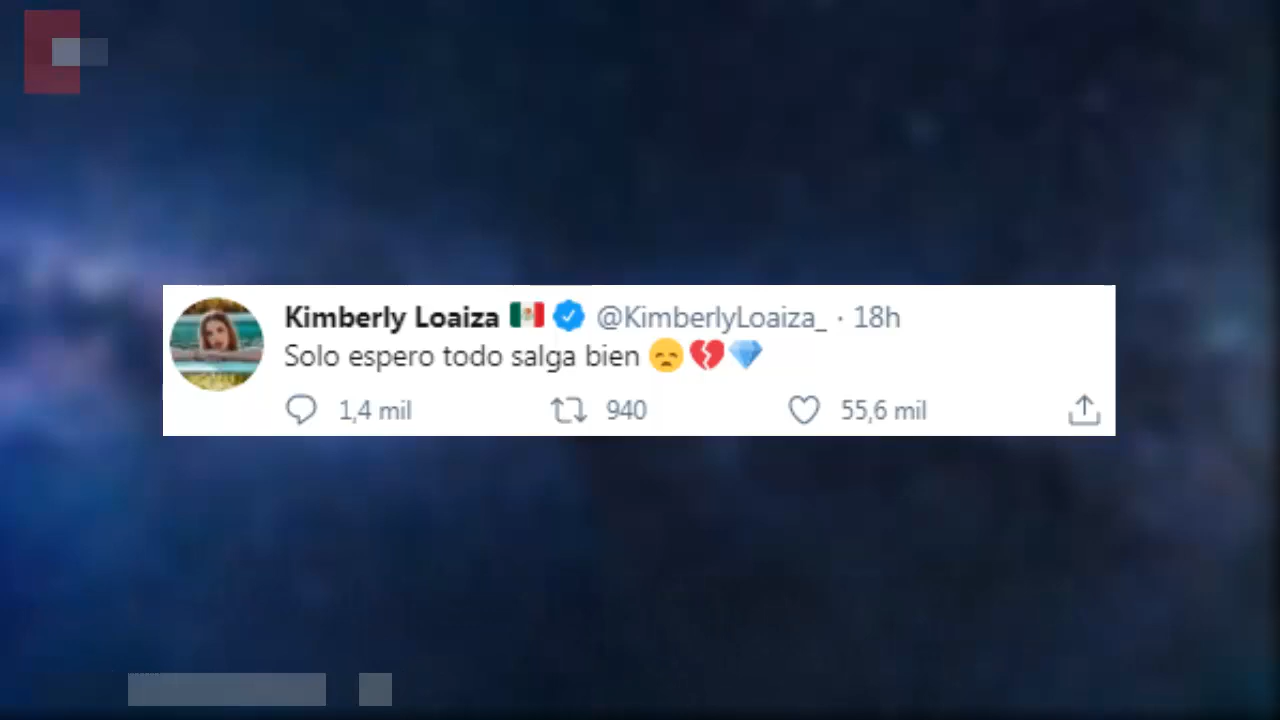 Kimberly Loaiza 🇲🇽 @KimberlyLoaiza_ · 18h
Solo espero todo salga bien 😞💔💎
1,4 mil 940 55,6 mil